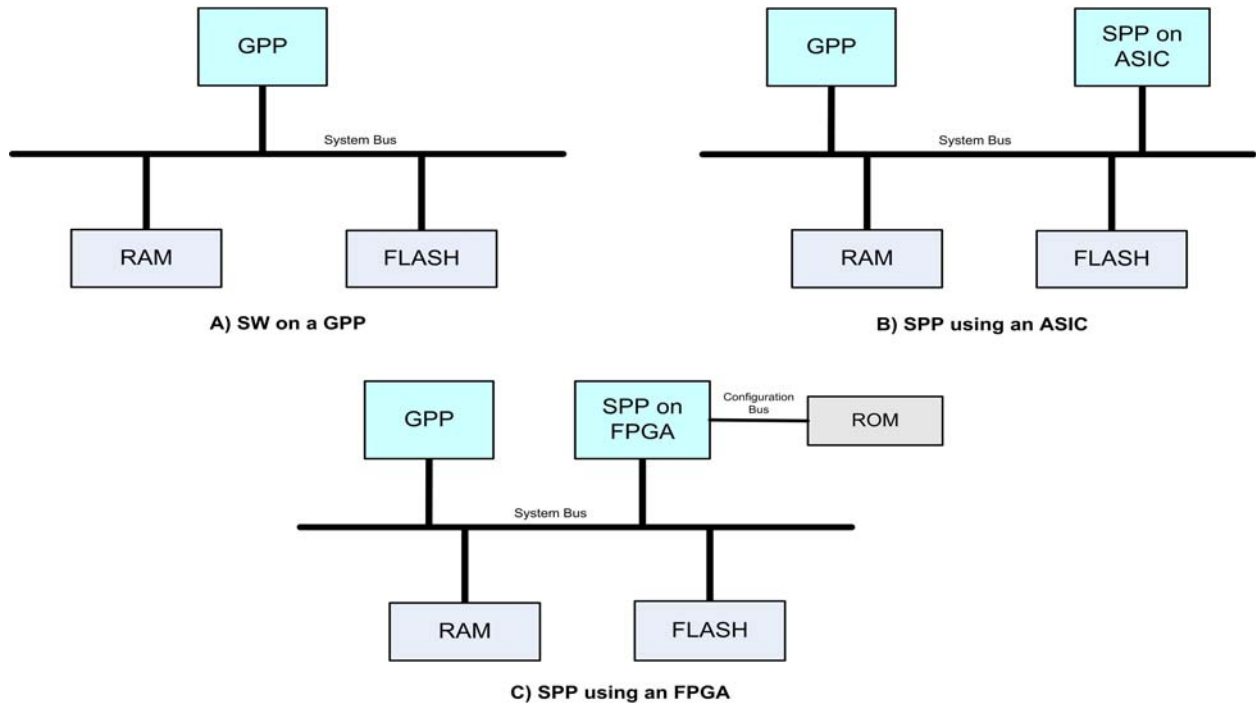 GPP
System Bus
RAM
FLASH
A) SW on a GPP
GPP
SPP on
ASIC
System Bus
RAM
FLASH
B) SPP using an ASIC
GPP
SPP on
FPGA
Configuration
Bus
ROM
System Bus
RAM
FLASH
C) SPP using an FPGA